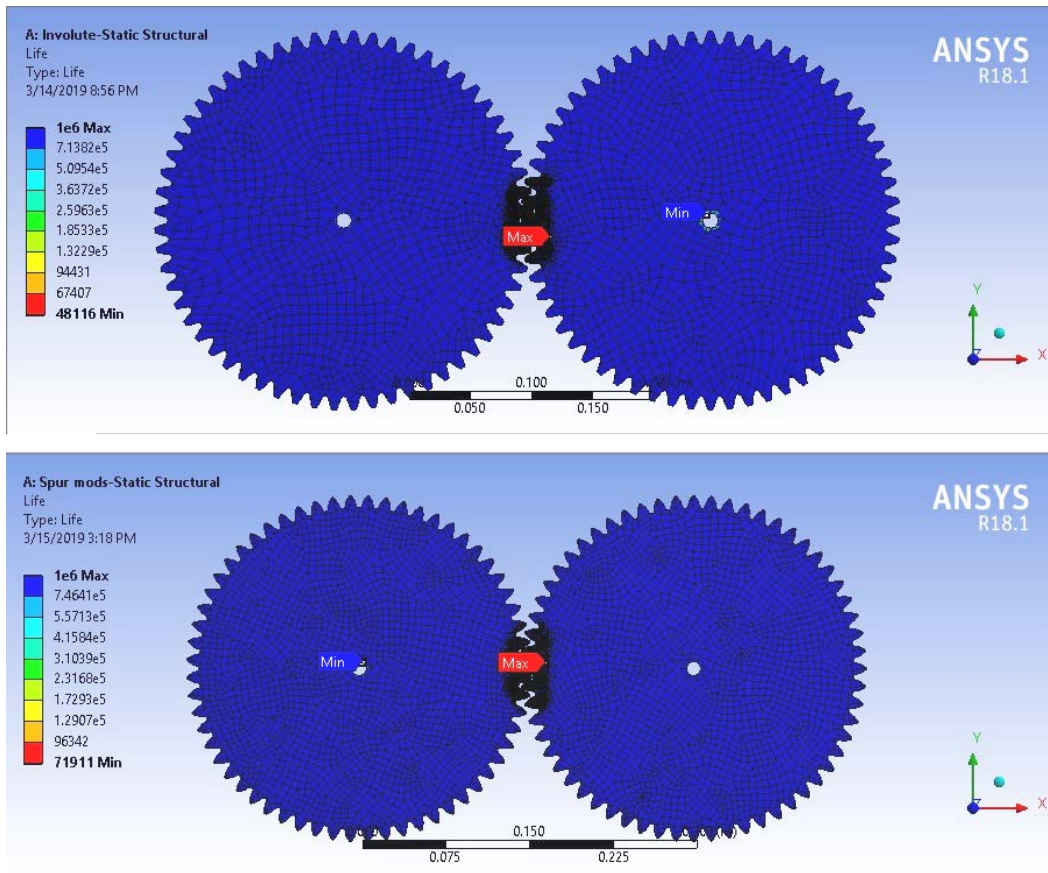 A: Involute-Static Structural
Life
Type: Life
3/14/2019 8:56 PM
ANSYS
R18.1
1e6 Max
7.1382e5
5.0954e5
3.6372e5
2.5963e5
1.8533e5
1.3229e5
94431
67407
48116 Min
Min
Max
Y
X
0.100
0.050
0.150
A: Spur mods-Static Structural
Life
Type: Life
3/15/2019 3:18 PM
ANSYS
R18.1
1e6 Max
7.4641e5
5.5713e5
4.1584e5
3.1039e5
2.3168e5
1.7293e5
1.2907e5
96342
71911 Min
Min
Max
Y
X
0.150
0.075
0.225